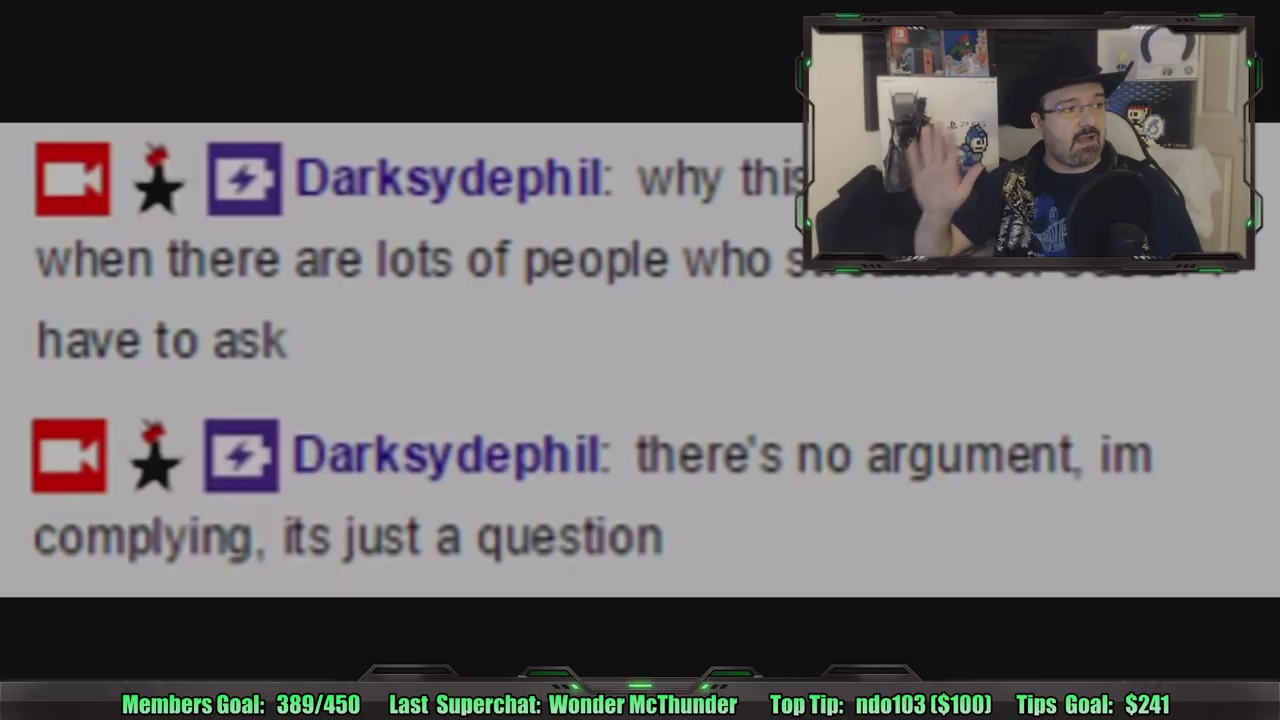 Darksydephil: why this
when there are lots of people who
have to ask
Darksydephil: there's no argument, im
complying, its just a question
PS5
Members Goal: 389/450 Last Superchat: Wonder McThunder Top Tip: ndo103 ($100) Tips Goal: $241